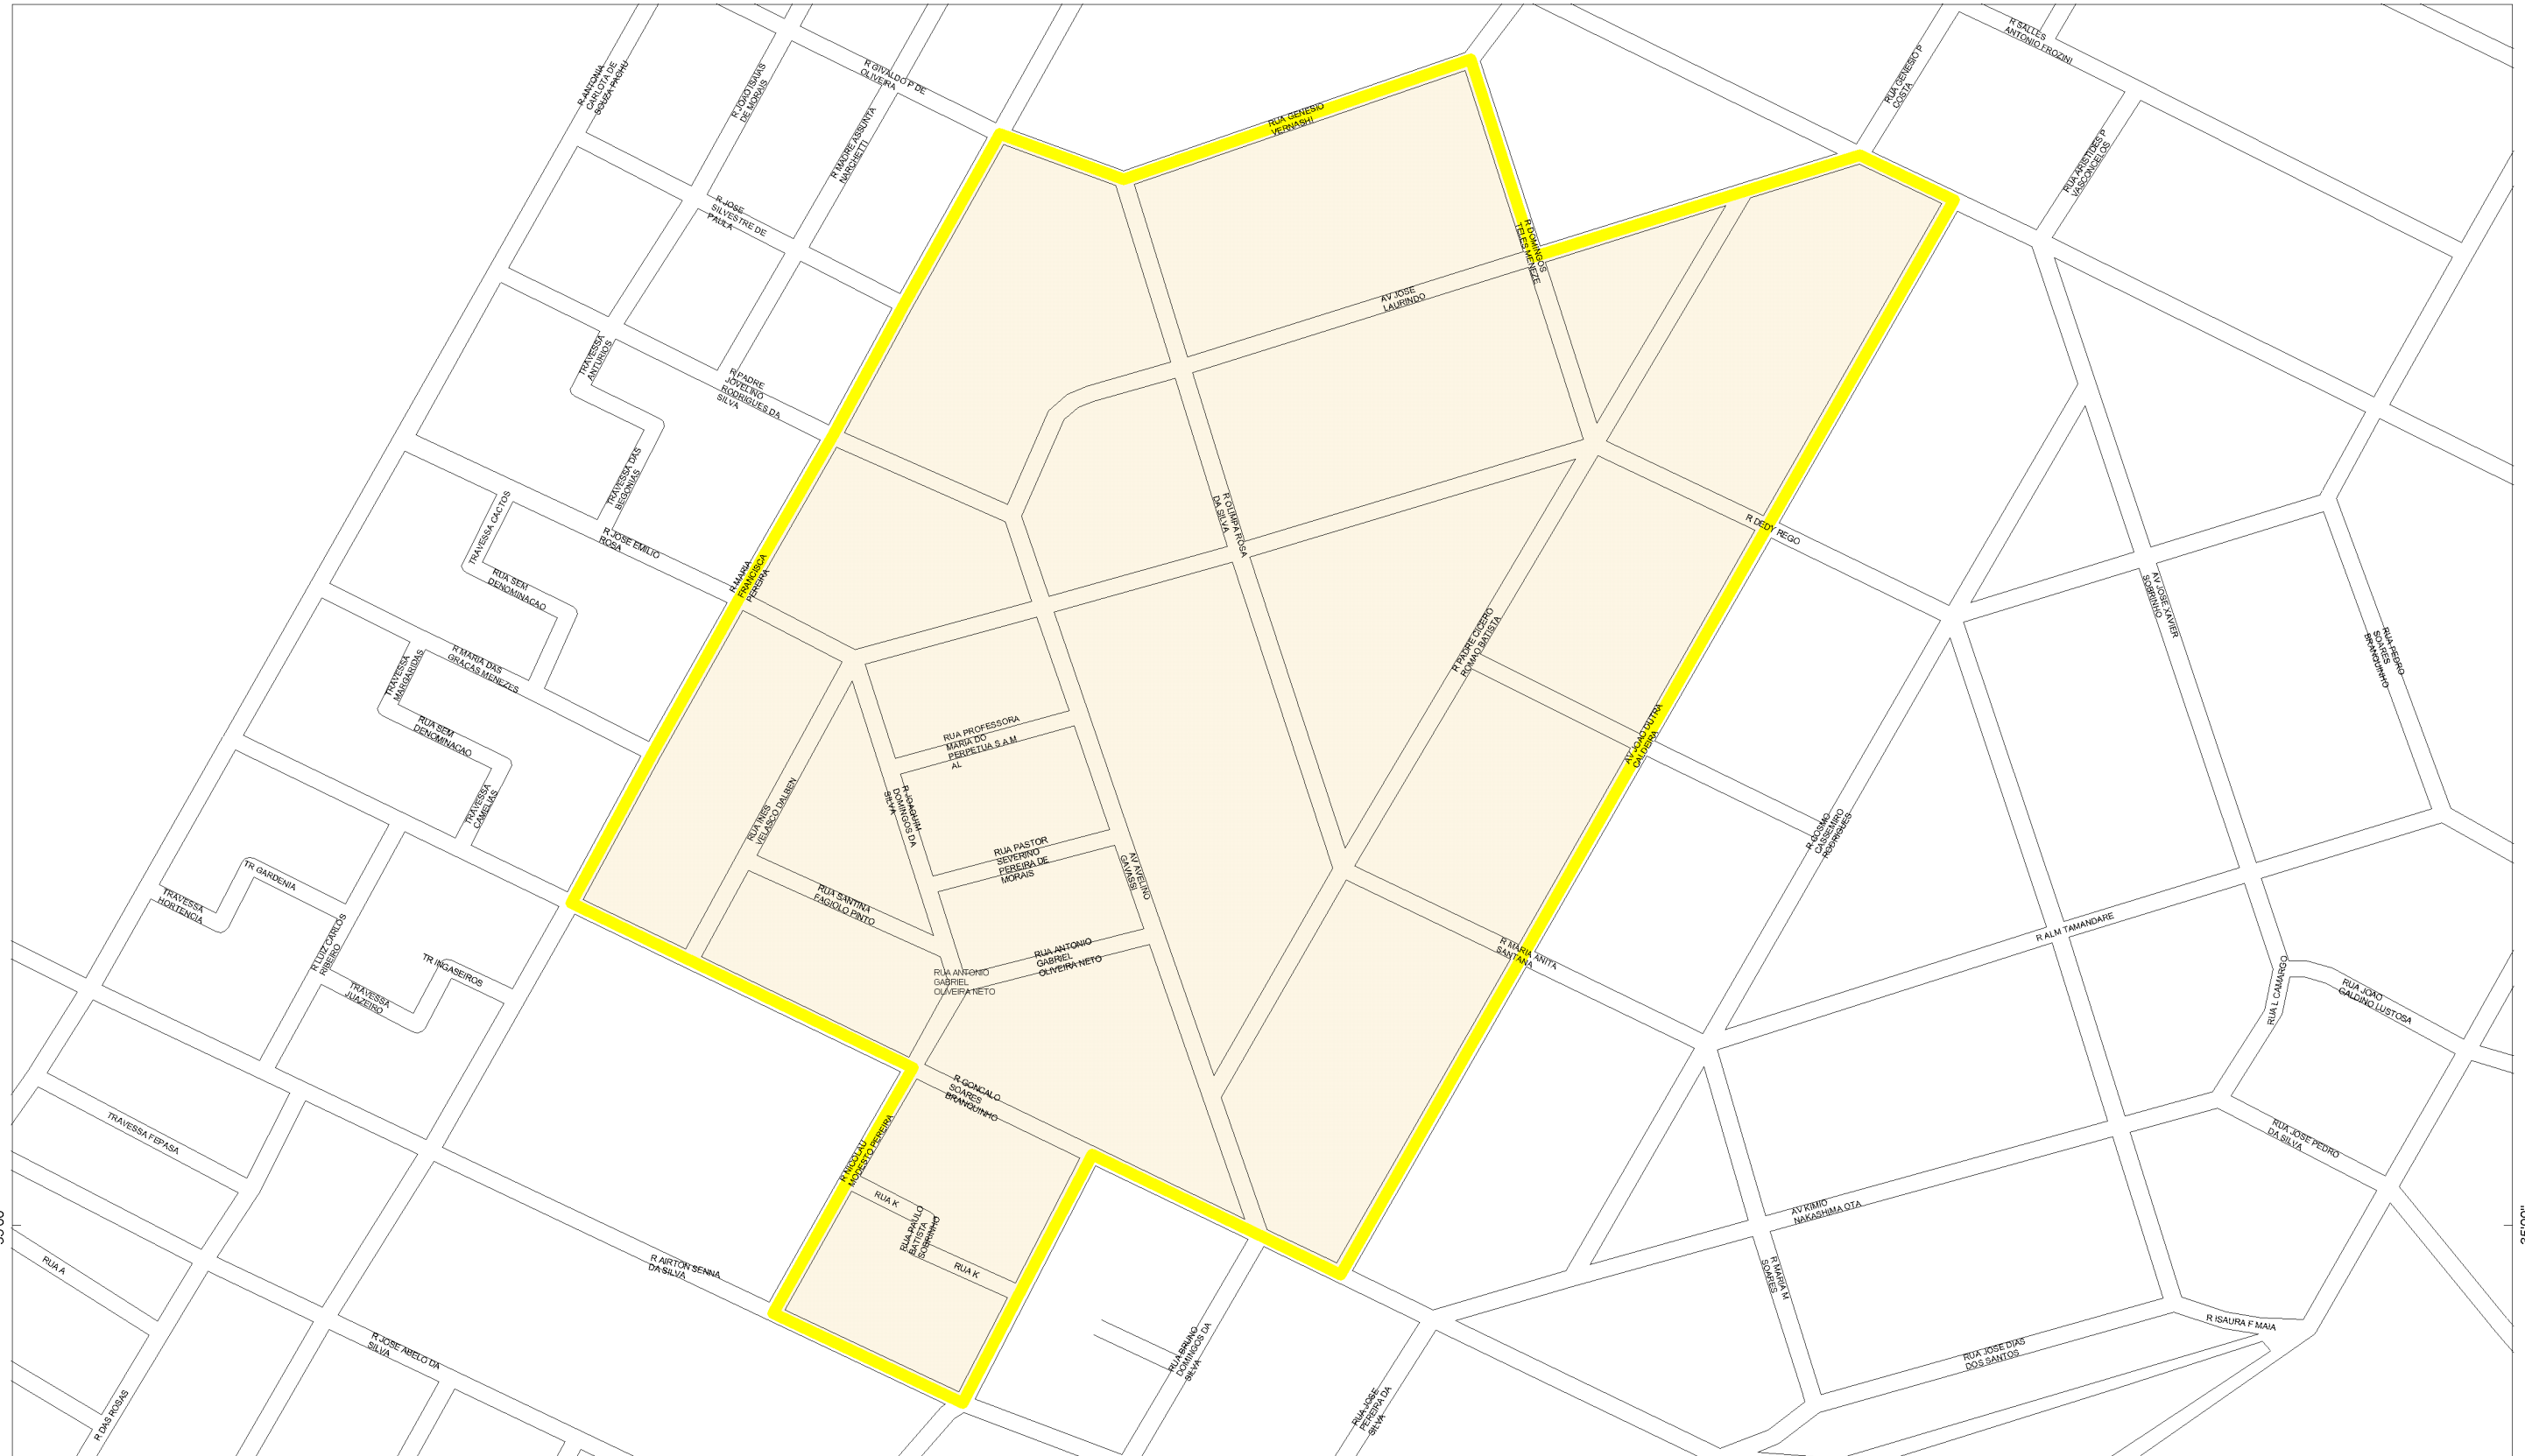 R SALLES
ANTONIO FROZINI
R ANTONIA
CARLOTA DE
SOUZA PACHU
R JOAO ISAIAS
DE MORAIS
R GIVALDO P DE
OLIVEIRA
RUA GENESIO P
COSTA
R MADRE ASSUNTA
NARCHETTI
RUA GENESIO
VERNASHI
RUA ARISTIDES P
VASCONCELOS
R JOSE
SILVESTRE DE
PAULA
R DOMINGOS
TELES MENEZE
AV JOSE
LAURINDO
TRAVESSA
ANTURIOS
R PADRE
JOVELINO
RODRIGUES DA
SILVA
TRAVESSA DAS
BEGONIAS
TRAVESSA CACTOS
R JOSE EMILIO
ROSA
R OLIMPA ROSA
DA SILVA
R DEDY REGO
RUA SEM
DENOMINACAO
R MARIA
FRANCISCA
PEREIRA
AV JOSE XAVIER
SOBRINHO
RUA PEDRO
SOARES
BRANQUINHO
R PADRE CICERO
ROMAO BATISTA
R MARIA DAS
GRACAS MENEZES
TRAVESSA
MARGARIDAS
RUA SEM
DENOMINACAO
RUA PROFESSORA
MARIA DO
PERPETUA S A M
AL
AV JOAO DUTRA
CALDEIRA
TRAVESSA
CAMELIAS
RUA INES
VELASCO DALBEN
R JOAQUIM
DOMINGOS DA
SILVA
RUA PASTOR
SEVERINO
PEREIRA DE
MORAIS
R COSMO
CASSEMIRO
RODRIGUES
AV AVELINO
GAVASSI
TR GARDENIA
TRAVESSA
HORTENCIA
RUA SANTINA
FAGIOLO PINTO
R LUIZ CARLOS
RIBEIRO
TR INGASEIROS
TRAVESSA
JUAZEIRO
RUA ANTONIO
GABRIEL
OLIVEIRA NETO
RUA ANTONIO
GABRIEL
OLIVEIRA NETO
R MARIA ANITA
SANTANA
R ALM TAMANDARE
RUA L CAMARGO
RUA JOAO
GALDINO LUSTOSA
TRAVESSA FEPASA
R GONCALO
SOARES
BRANQUINHO
R NICOLAU
MODESTO PEREIRA
RUA JOSE PEDRO
DA SILVA
RUA K
RUA PAULO
BATISTA
SOBRINHO
RUA K
AV KIMIO
NAKASHIMA OTA
RUA A
R AIRTON SENNA
DA SILVA
R MARIA M
SOARES
R ISAURA F MAIA
R JOSE ABELO DA
SILVA
RUA BRUNO
DOMINGOS DA
SILVA
RUA JOSE DIAS
DOS SANTOS
R DAS ROSAS
RUA JOSE
PEREIRA DA
SILVA